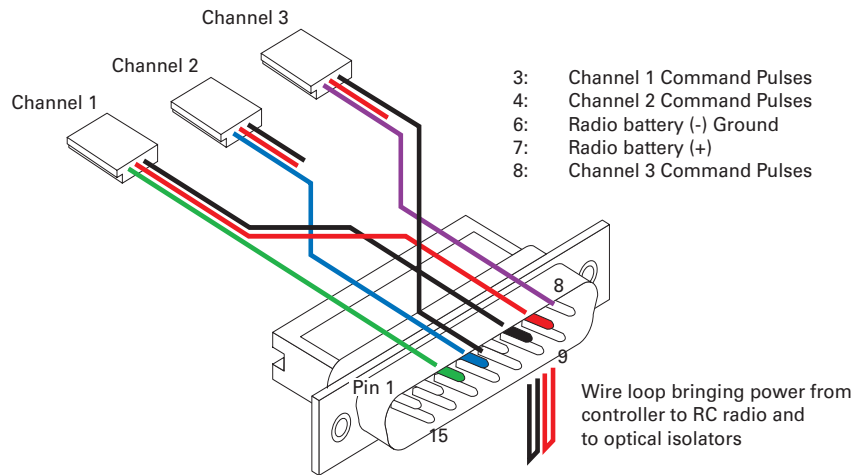 Channel 3
Channel 2
Channel 1
3: Channel 1 Command Pulses
4: Channel 2 Command Pulses
6: Radio battery (-) Ground
7: Radio battery (+)
8: Channel 3 Command Pulses
8
9
Pin 1
15
Wire loop bringing power from
controller to RC radio and
to optical isolators